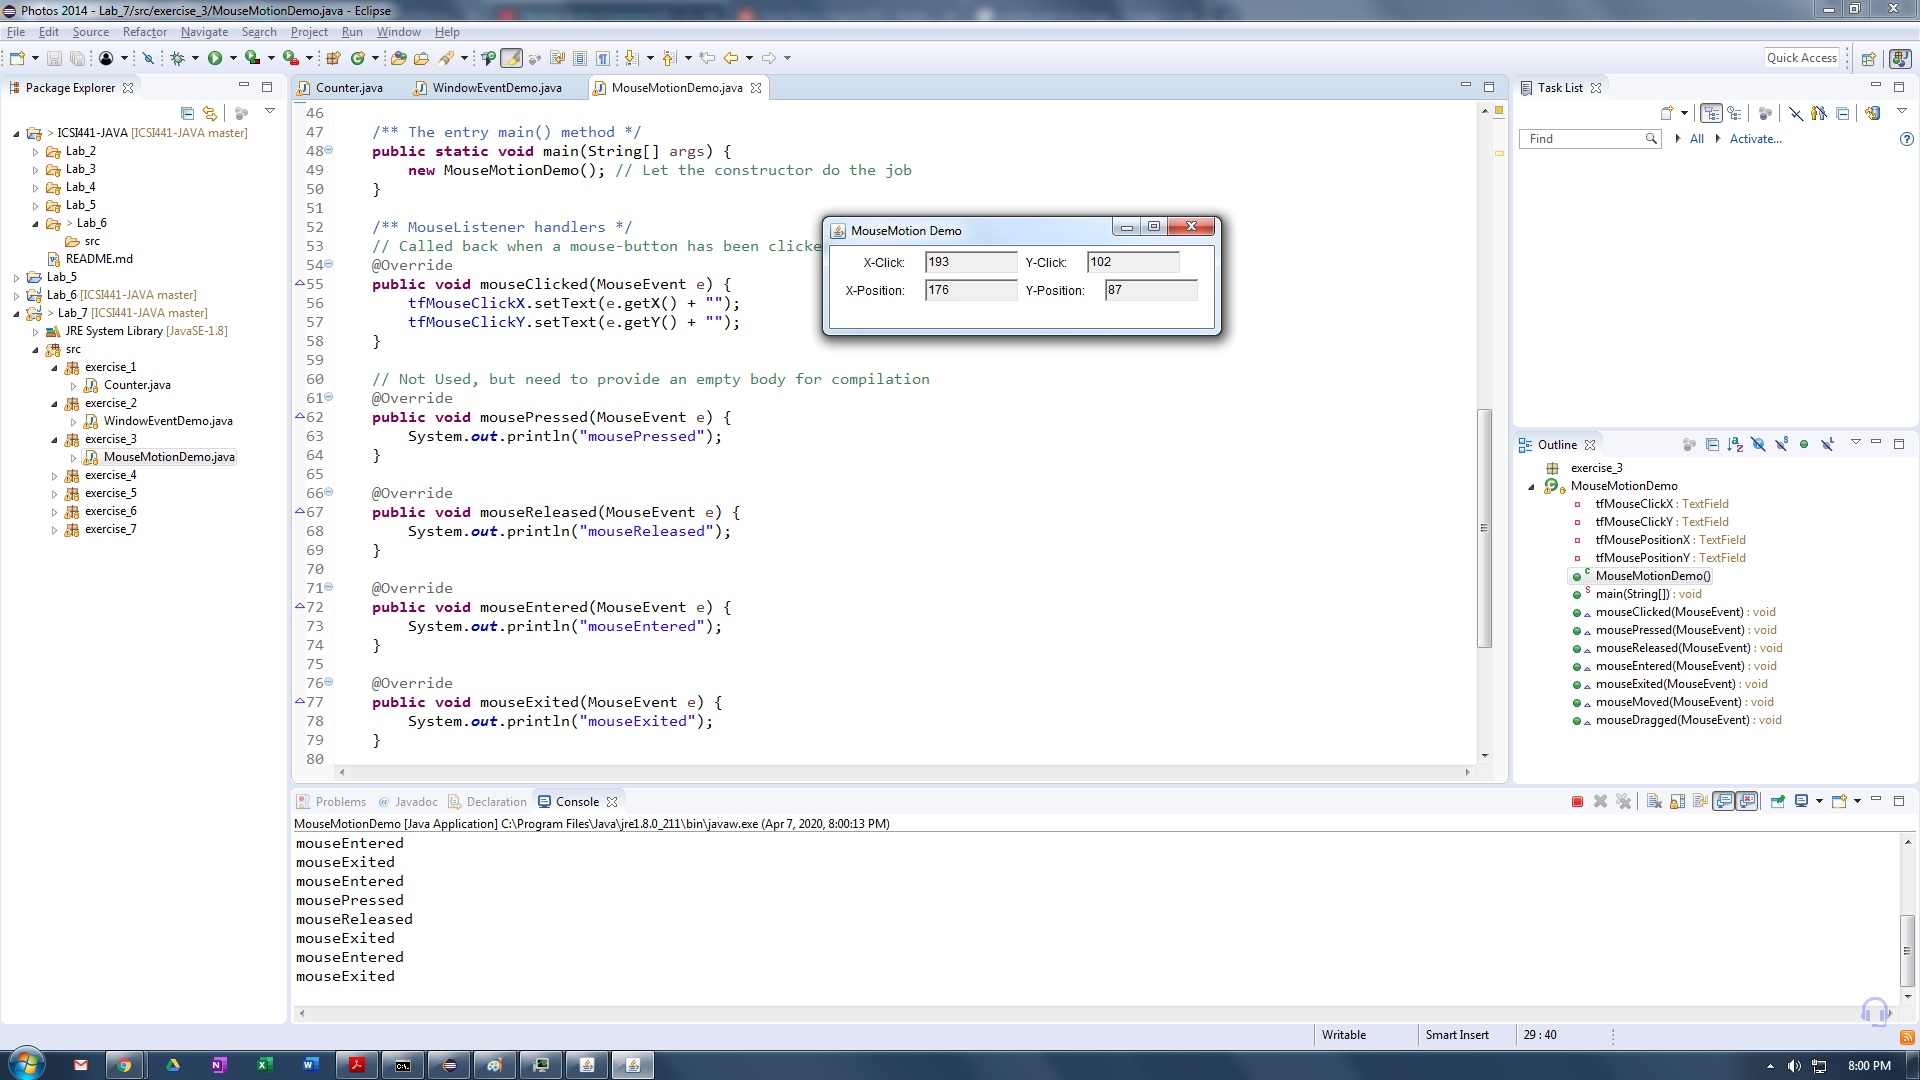 Photos 2014 - Lab_7/src/exercise_3/MouseMotionDemo.java - Eclipse
File Edit Source Refactor Navigate Search Project Run Window Help
Quick Access
Package Explorer
> ICSI441-JAVA [ICSI441-JAVA master]
Lab_2
Lab_3
Lab_4
Lab_5
> Lab_6
src
README.md
Lab_5
Lab_6 [ICSI441-JAVA master]
> Lab_7 [ICSI441-JAVA master]
JRE System Library [JavaSE-1.8]
src
exercise_1
Counter.java
exercise_2
WindowEventDemo.java
exercise_3
MouseMotionDemo.java
exercise_4
exercise_5
exercise_6
exercise_7
Counter.java WindowEventDemo.java MouseMotionDemo.java
46
47 /** The entry main() method */
48 public static void main(String[] args) {
49 new MouseMotionDemo(); // Let the constructor do the job
50 }
51
52 /** MouseListener handlers */
53 // Called back when a mouse-button has been clicke
54 @Override
55 public void mouseClicked(MouseEvent e) {
56 tfMouseClickX.setText(e.getX() + "");
57 tfMouseClickY.setText(e.getY() + "");
58 }
59
60 // Not Used, but need to provide an empty body for compilation
61 @Override
62 public void mousePressed(MouseEvent e) {
63 System.out.println("mousePressed");
64 }
65
66 @Override
67 public void mouseReleased(MouseEvent e) {
68 System.out.println("mouseReleased");
69 }
70
71 @Override
72 public void mouseEntered(MouseEvent e) {
73 System.out.println("mouseEntered");
74 }
75
76 @Override
77 public void mouseExited(MouseEvent e) {
78 System.out.println("mouseExited");
79 }
80
MouseMotion Demo
X-Click: 193 Y-Click: 102
X-Position: 176 Y-Position: 87
Task List
Find All Activate...
Outline
exercise_3
MouseMotionDemo
tfMouseClickX : TextField
tfMouseClickY : TextField
tfMousePositionX : TextField
tfMousePositionY : TextField
MouseMotionDemo()
main(String[]) : void
mouseClicked(MouseEvent) : void
mousePressed(MouseEvent) : void
mouseReleased(MouseEvent) : void
mouseEntered(MouseEvent) : void
mouseExited(MouseEvent) : void
mouseMoved(MouseEvent) : void
mouseDragged(MouseEvent) : void
Problems @ Javadoc Declaration Console
MouseMotionDemo [Java Application] C:\Program Files\Java\jre1.8.0_211\bin\javaw.exe (Apr 7, 2020, 8:00:13 PM)
mouseEntered
mouseExited
mouseEntered
mousePressed
mouseReleased
mouseExited
mouseEntered
mouseExited
Writable Smart Insert 29 : 40
8:00 PM